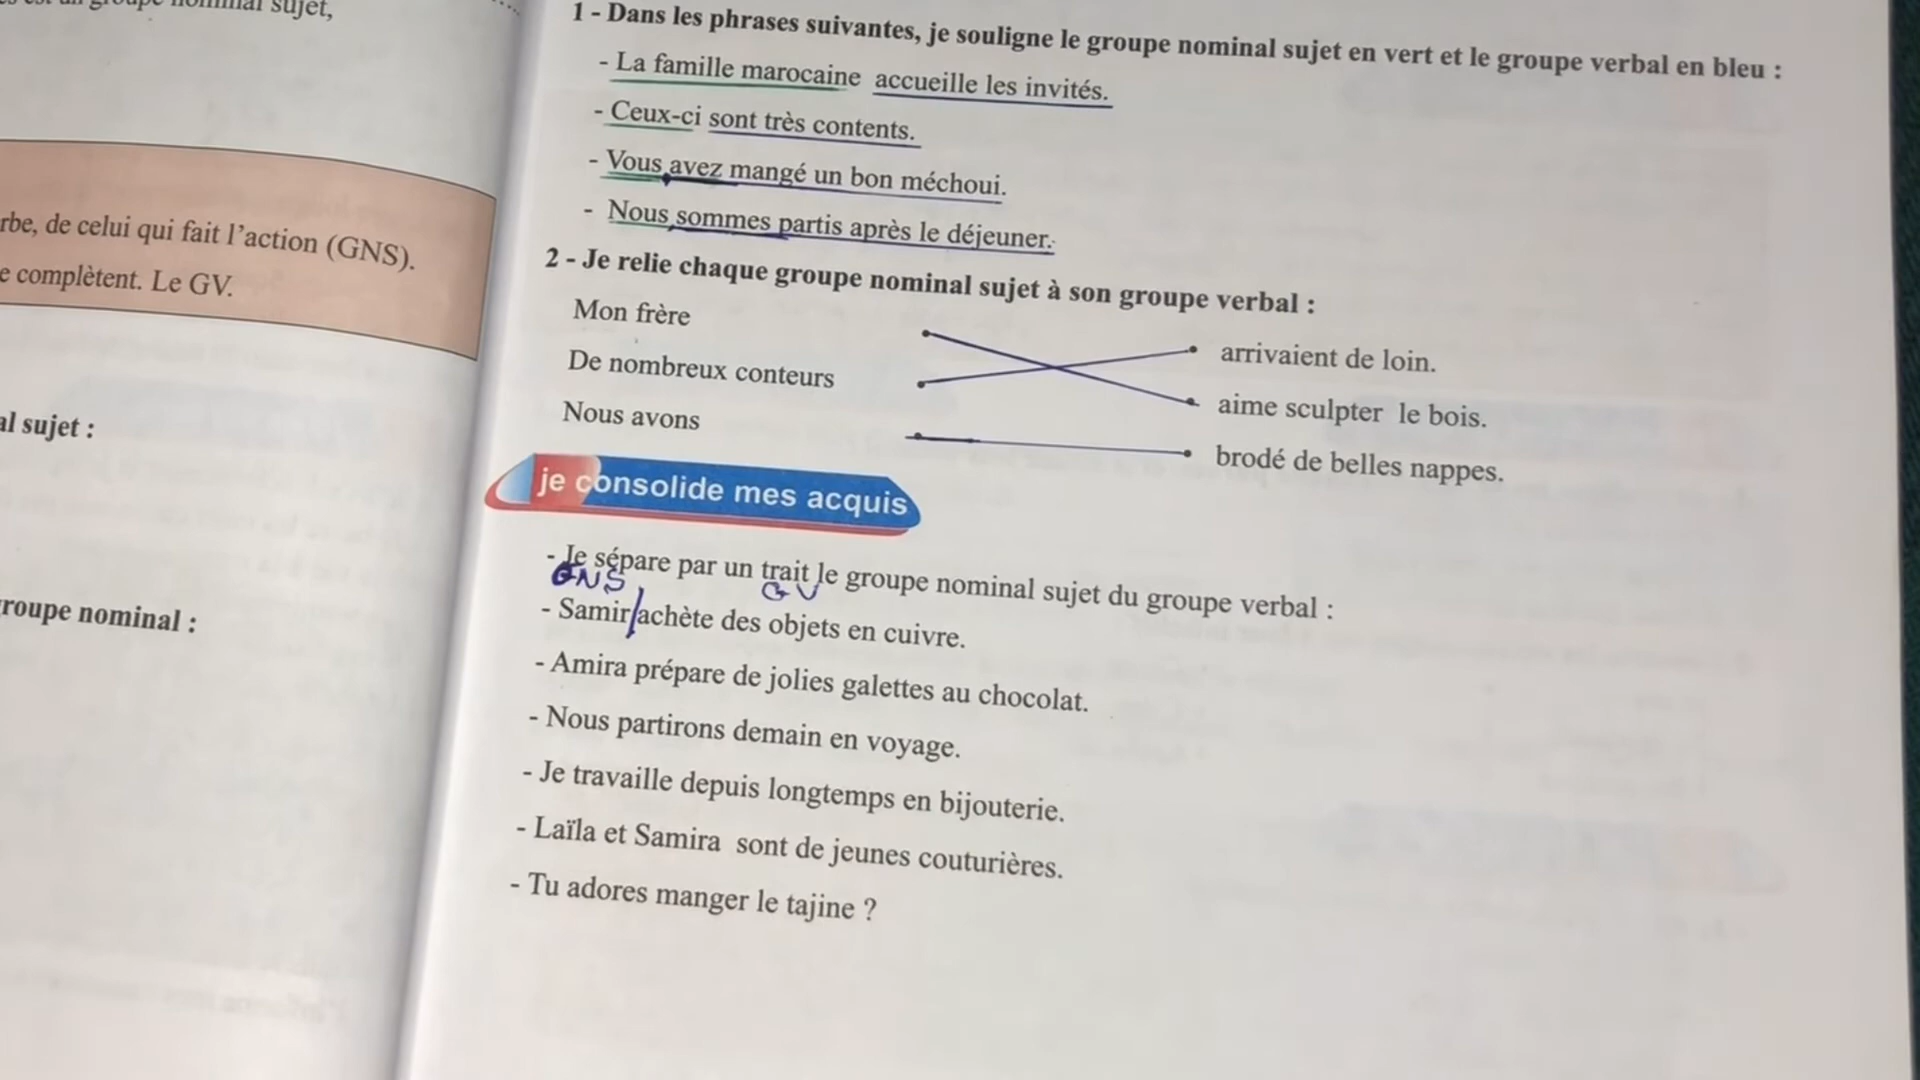 groupe nominal sujet,
rbe, de celui qui fait l'action (GNS).
e complètent. Le GV.
al sujet :
roupe nominal :
1 - Dans les phrases suivantes, je souligne le groupe nominal sujet en vert et le groupe verbal en bleu :
- La famille marocaine accueille les invités.
- Ceux-ci sont très contents.
- Vous avez mangé un bon méchoui.
- Nous sommes partis après le déjeuner.
2 - Je relie chaque groupe nominal sujet à son groupe verbal :
Mon frère
arrivaient de loin.
De nombreux conteurs
aime sculpter le bois.
Nous avons
brodé de belles nappes.
je consolide mes acquis
- Je sépare par un trait le groupe nominal sujet du groupe verbal :
GNS GV
- Samir/achète des objets en cuivre.
- Amira prépare de jolies galettes au chocolat.
- Nous partirons demain en voyage.
- Je travaille depuis longtemps en bijouterie.
- Laïla et Samira sont de jeunes couturières.
- Tu adores manger le tajine ?